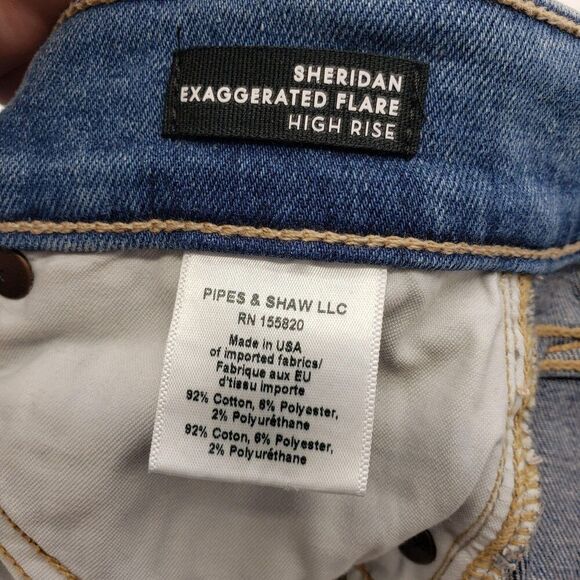 SHERIDAN
EXAGGERATED FLARE
HIGH RISE
PIPES & SHAW LLC
RN 155820
Made in USA
of imported fabrics/
Fabrique aux EU
d'tissu importe
92% Cotton, 6% Polyester,
2% Polyuréthane
92% Coton, 6% Polyester,
2% Polyuréthane